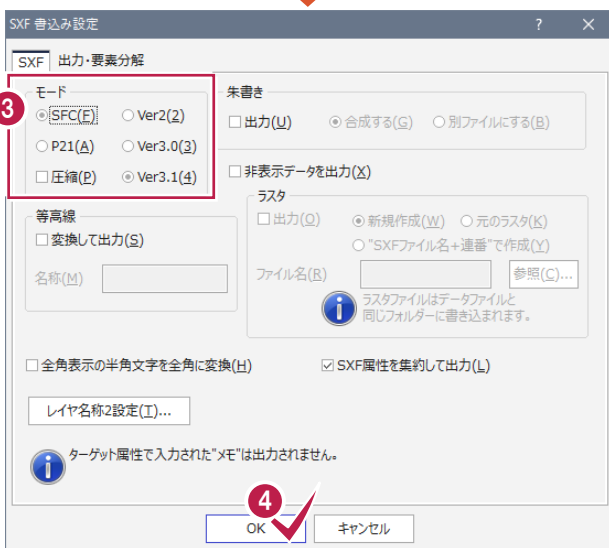 SXF 書込み設定 ? ×
SXF 出力・要素分解
モード
3
SFC(F) Ver2(2)
P21(A) Ver3.0(3)
圧縮(P) Ver3.1(4)
朱書き
出力(U) 合成する(G) 別ファイルにする(B)
非表示データを出力(X)
ラスタ
出力(O) 新規作成(W) 元のラスタ(K)
"SXFファイル名+連番"で作成(Y)
ファイル名(R) 参照(C)...
ラスタファイルはデータファイルと
同じフォルダーに書き込まれます。
等高線
変換して出力(S)
名称(M)
全角表示の半角文字を全角に変換(H) SXF属性を集約して出力(L)
レイヤ名称2設定(T)...
ターゲット属性で入力された"メモ"は出力されません。
4
OK キャンセル